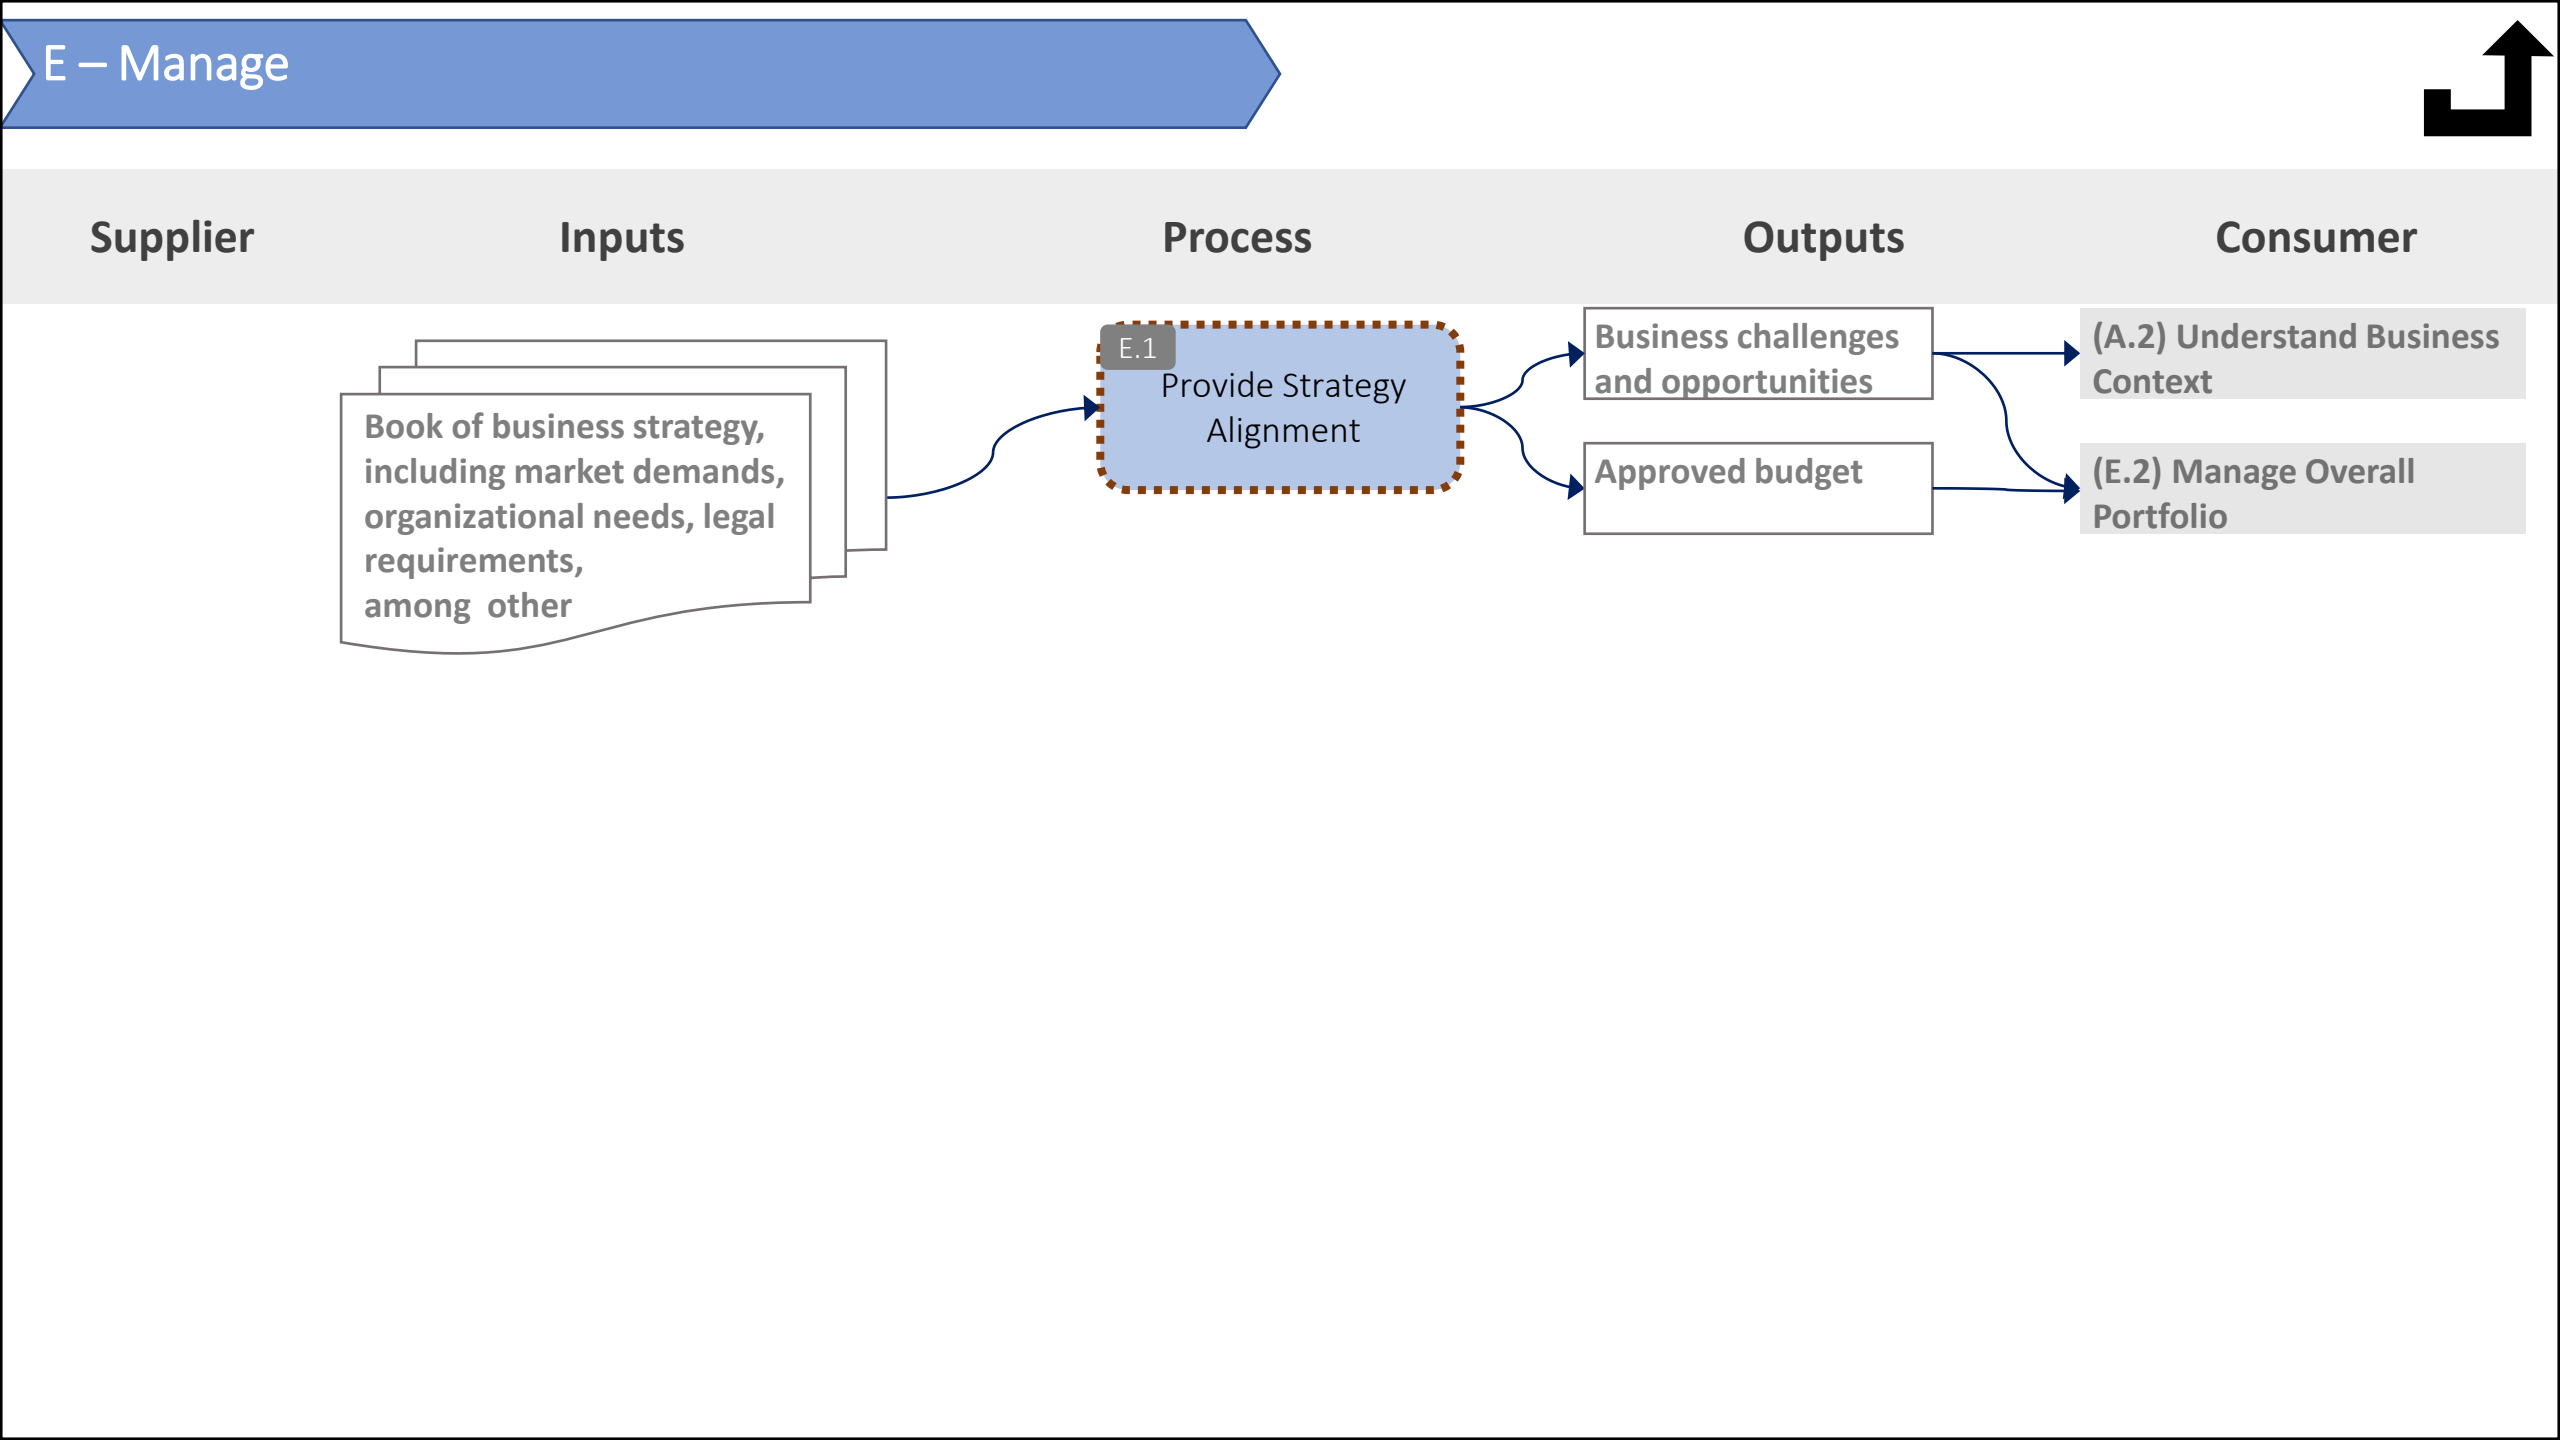 E – Manage
Supplier
Inputs
Process
Outputs
Consumer
Book of business strategy,
including market demands,
organizational needs, legal
requirements,
among  other
E.1
Provide Strategy
Alignment
Business challenges
and opportunities
Approved budget
(A.2) Understand Business
Context
(E.2) Manage Overall
Portfolio